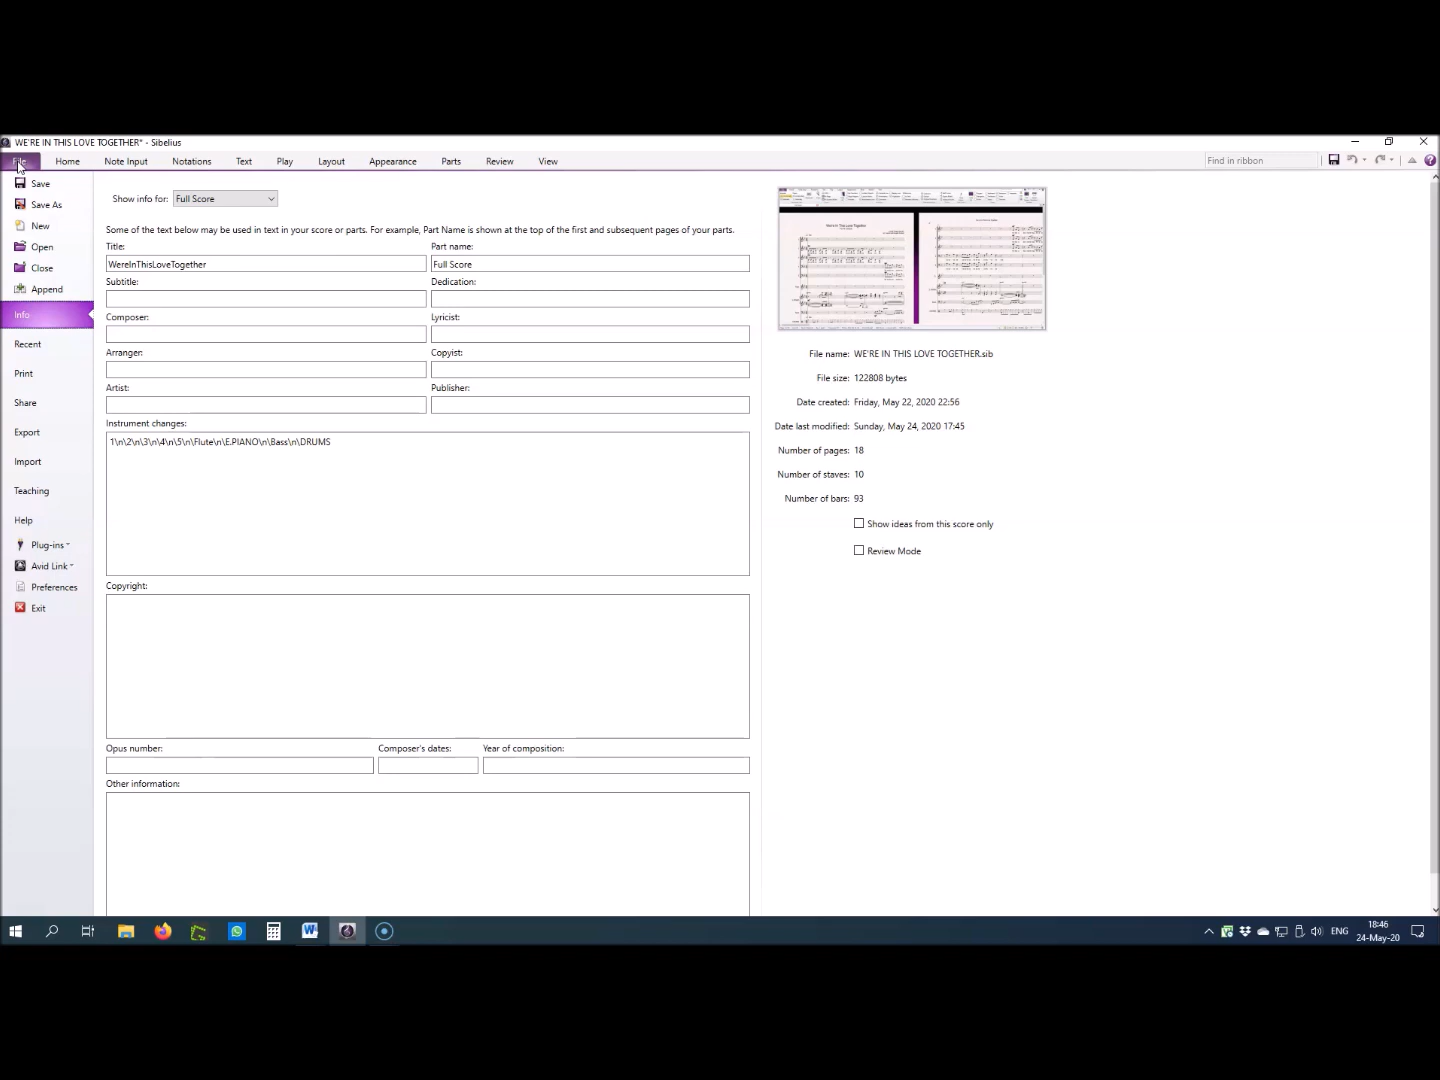 WE'RE IN THIS LOVE TOGETHER* - Sibelius
File Home Note Input Notations Text Play Layout Appearance Parts Review View Find in ribbon
Save
Save As
New
Open
Close
Append
Info
Recent
Print
Share
Export
Import
Teaching
Help
Plug-ins
Avid Link
Preferences
Exit
Show info for: Full Score
Some of the text below may be used in text in your score or parts. For example, Part Name is shown at the top of the first and subsequent pages of your parts.
Title: Part name:
WereInThisLoveTogether Full Score
Subtitle: Dedication:
Composer: Lyricist:
Arranger: Copyist:
Artist: Publisher:
Instrument changes:
1\n\2\n\3\n\4\n\5\n\Flute\n\E.PIANO\n\Bass\n\DRUMS
Copyright:
Opus number: Composer's dates: Year of composition:
Other information:
File name: WE'RE IN THIS LOVE TOGETHER.sib
File size: 122808 bytes
Date created: Friday, May 22, 2020 22:56
Date last modified: Sunday, May 24, 2020 17:45
Number of pages: 18
Number of staves: 10
Number of bars: 93
Show ideas from this score only
Review Mode
ENG
18:46
24-May-20